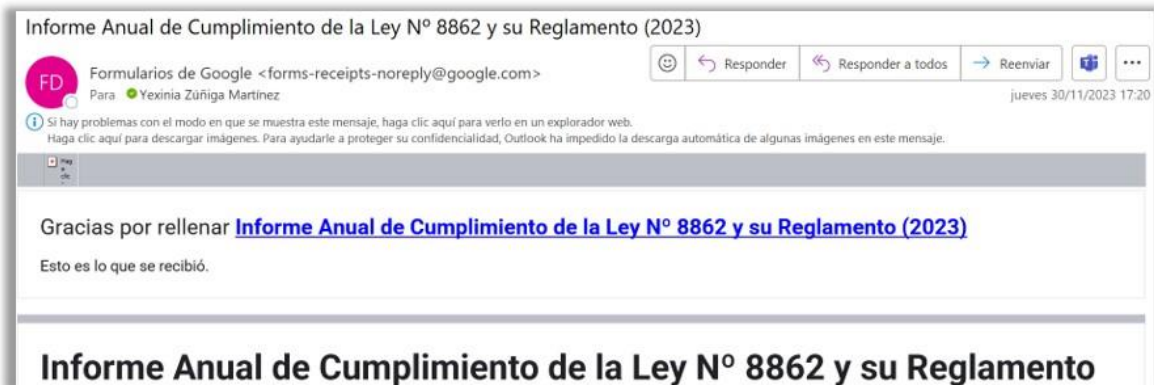 Informe Anual de Cumplimiento de la Ley Nº 8862 y su Reglamento (2023)
FD
Formularios de Google <forms-receipts-noreply@google.com>
Para Yexinia Zúñiga Martínez
Responder
Responder a todos
Reenviar
jueves 30/11/2023 17:20
Si hay problemas con el modo en que se muestra este mensaje, haga clic aquí para verlo en un explorador web.
Haga clic aquí para descargar imágenes. Para ayudarle a proteger su confidencialidad, Outlook ha impedido la descarga automática de algunas imágenes en este mensaje.
Gracias por rellenar Informe Anual de Cumplimiento de la Ley Nº 8862 y su Reglamento (2023)
Esto es lo que se recibió.
Informe Anual de Cumplimiento de la Ley Nº 8862 y su Reglamento